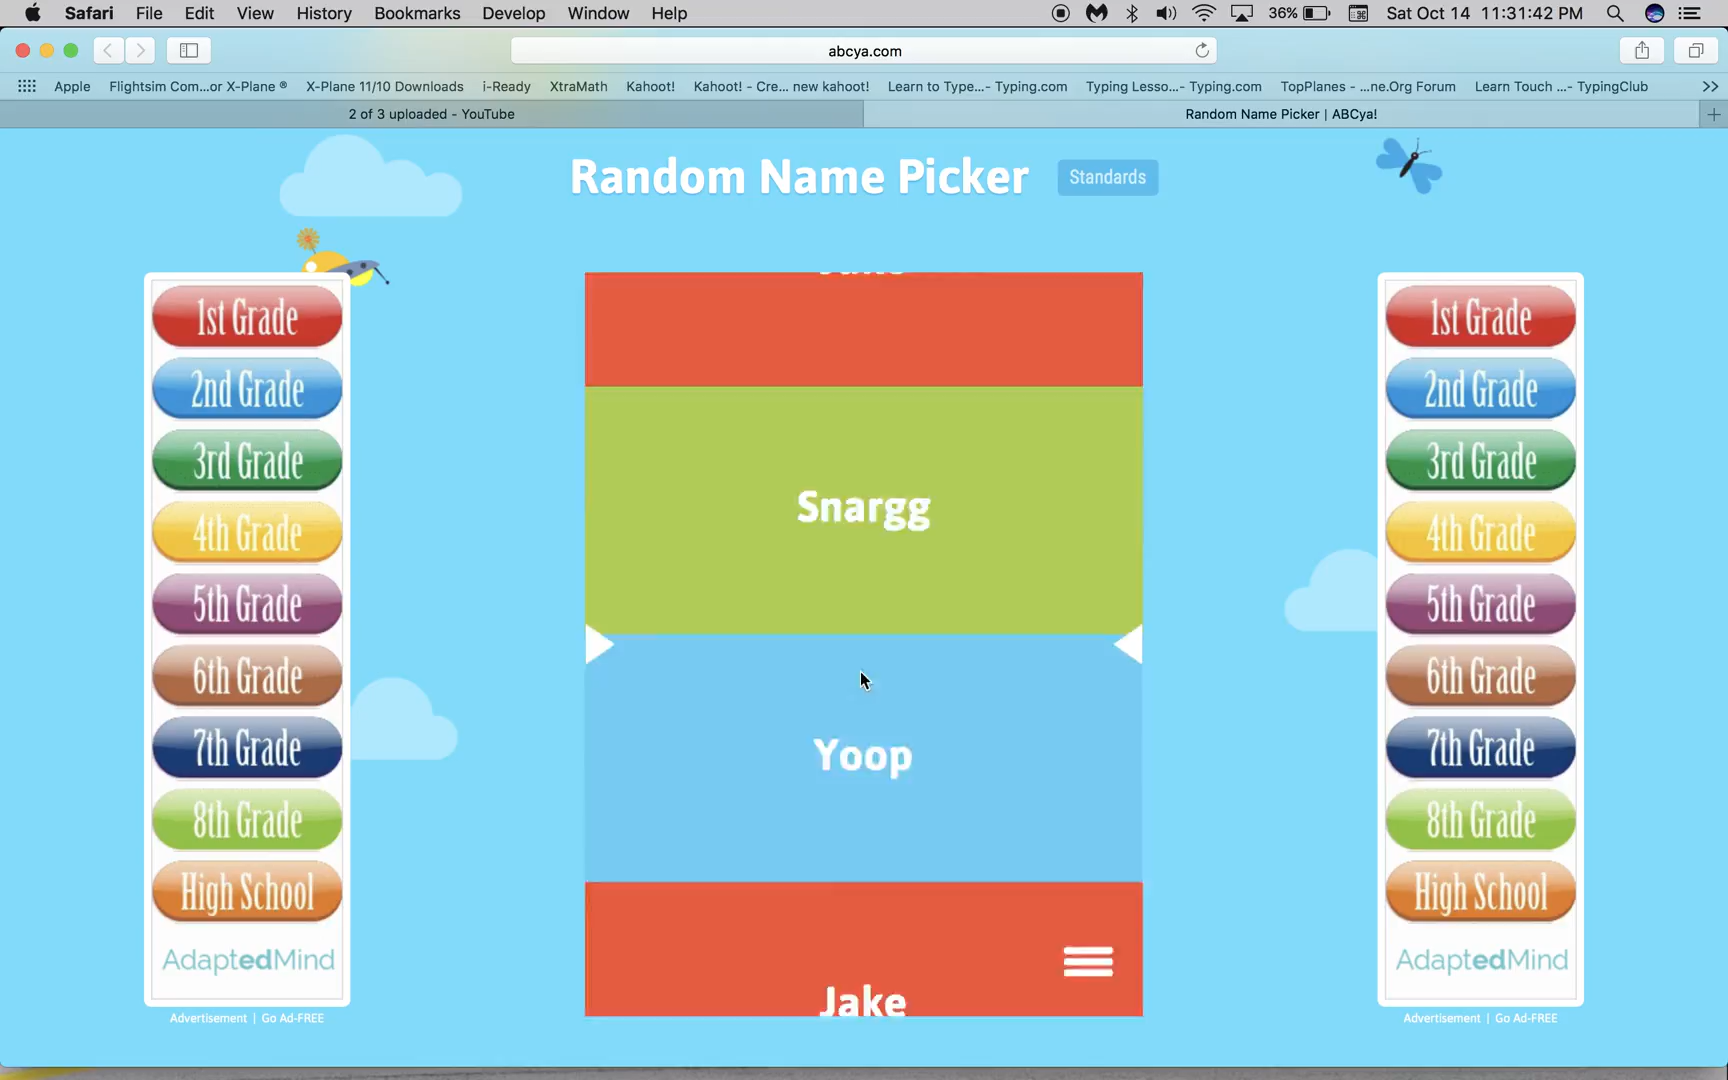 Safari File Edit View History Bookmarks Develop Window Help 36% Sat Oct 14 11:31:42 PM
abcya.com
Apple Flightsim Com...or X-Plane ® X-Plane 11/10 Downloads i-Ready XtraMath Kahoot! Kahoot! - Cre... new kahoot! Learn to Type...- Typing.com Typing Lesso...- Typing.com TopPlanes - ...ne.Org Forum Learn Touch ...- TypingClub >>
2 of 3 uploaded - YouTube Random Name Picker | ABCya!
Random Name Picker Standards
1st Grade
2nd Grade
3rd Grade
4th Grade
5th Grade
6th Grade
7th Grade
8th Grade
High School
AdaptedMind
Advertisement | Go Ad-FREE
Snargg
Yoop
Jake
1st Grade
2nd Grade
3rd Grade
4th Grade
5th Grade
6th Grade
7th Grade
8th Grade
High School
AdaptedMind
Advertisement | Go Ad-FREE